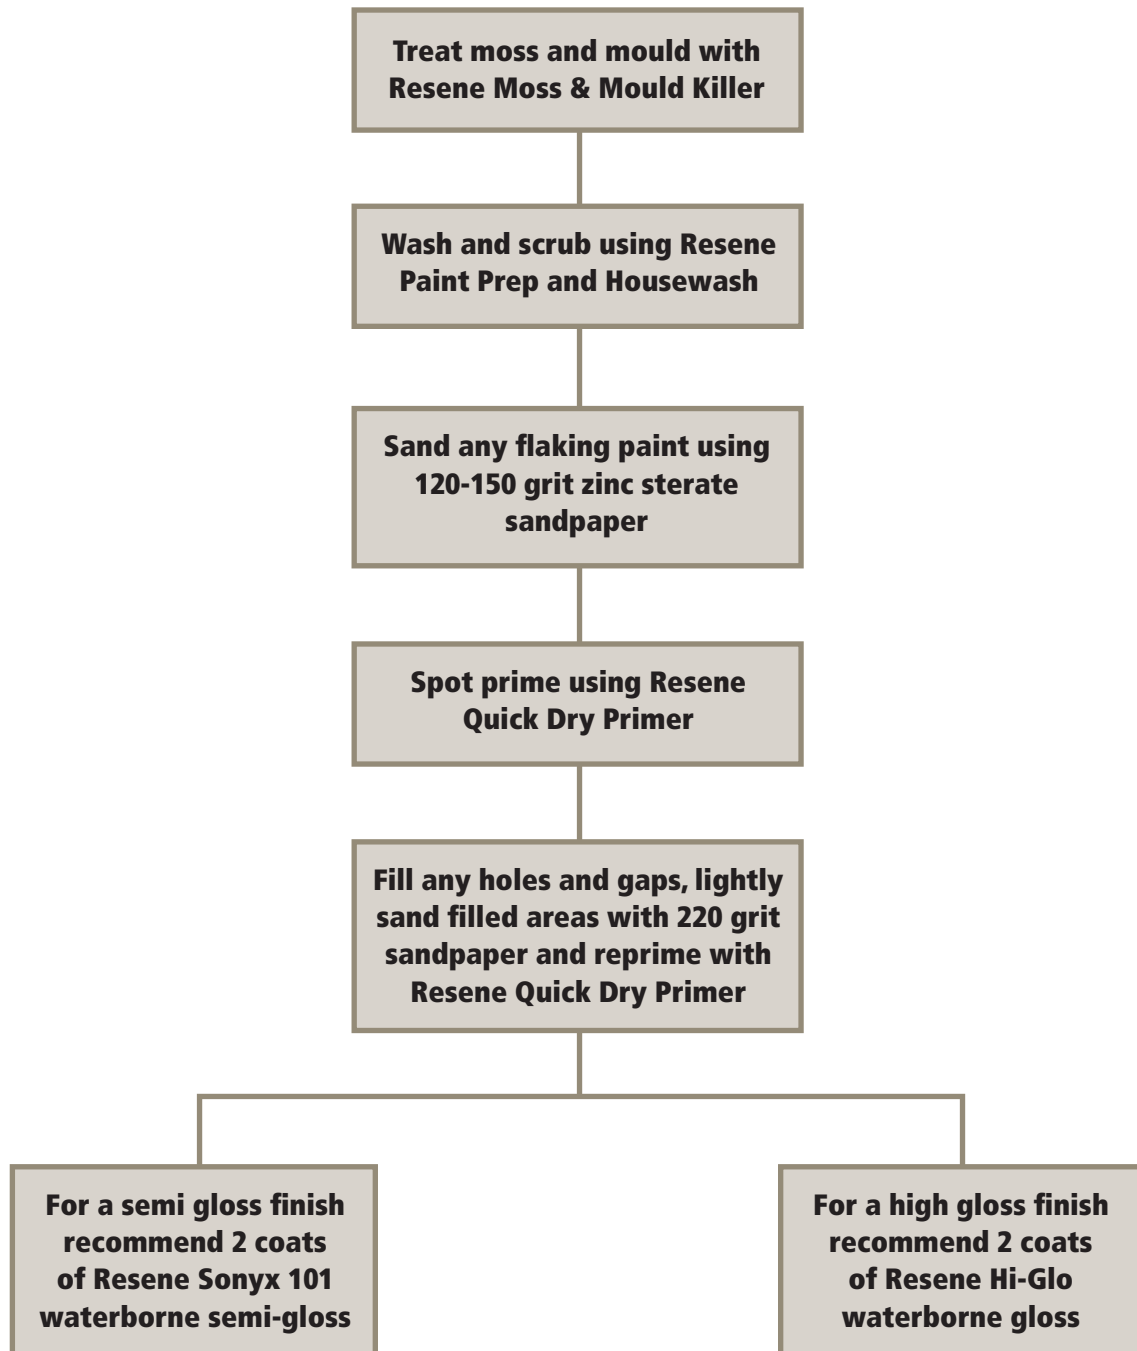 Treat moss and mould with
Resene Moss & Mould Killer
Wash and scrub using Resene
Paint Prep and Housewash
Sand any flaking paint using
120-150 grit zinc sterate
sandpaper
Spot prime using Resene
Quick Dry Primer
Fill any holes and gaps, lightly
sand filled areas with 220 grit
sandpaper and reprime with
Resene Quick Dry Primer
For a semi gloss finish
recommend 2 coats
of Resene Sonyx 101
waterborne semi-gloss
For a high gloss finish
recommend 2 coats
of Resene Hi-Glo
waterborne gloss